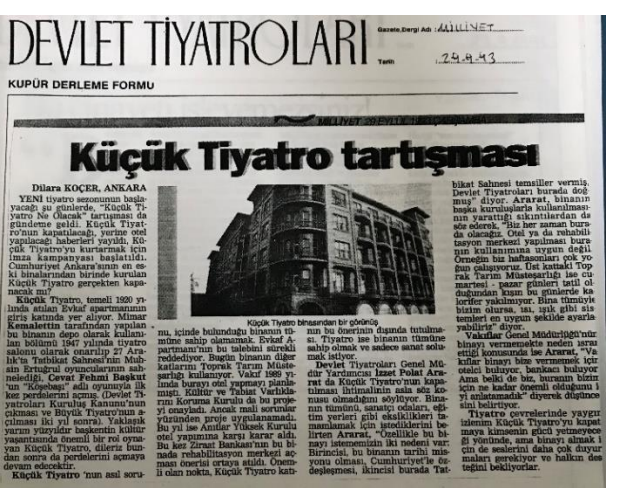 DEVLET TİYATROLARI
Gazete,Dergi Adı : MİLLİYET
Tarih : 29.9.93
KUPÜR DERLEME FORMU
MİLLİYET 29 EYLÜL
Küçük Tiyatro tartışması
Dilara KOÇER, ANKARA
YENİ tiyatro sezonunun başla-
yacağı şu günlerde, "Küçük Ti-
yatro Ne Olacak" tartışması da
gündeme geldi. Küçük Tiyat-
ro'nun kapatılacağı, yerine otel
yapılacağı haberleri yayıldı, Kü-
çük Tiyatro'yu kurtarmak için
imza kampanyası başlatıldı.
Cumhuriyet Ankara'sının en es-
ki binalarından birinde kurulan
Küçük Tiyatro gerçekten kapa-
nacak mı?
Küçük Tiyatro, temeli 1920 yı-
lında atılan Evkaf apartmanının
giriş katında yer alıyor. Mimar
Kemalettin tarafından yapılan
bu binanın depo olarak kullanı-
lan bölümü 1947 yılında tiyatro
salonu olarak onarılıp 27 Ara-
lık'ta Tatbikat Sahnesi'nin Muh-
sin Ertuğrul oyuncularının sah-
nelediği, Cevat Fehmi Başkut'
un "Köşebaşı" adlı oyunuyla ilk
kez perdelerini açmış. (Devlet Ti-
yatroları Kuruluş Kanunu'nun
çıkması ve Büyük Tiyatro'nun a-
çılması iki yıl sonra). Yaklaşık
yarım yüzyıldır başkentin kültür
yaşantısında önemli bir rol oyna-
yan Küçük Tiyatro, dileriz bun-
dan sonra da perdelerini açmaya
devam edecektir.
Küçük Tiyatro 'nun asıl soru-
Küçük Tiyatro binasından bir görünüş
nu, içinde bulunduğu binanın tü-
müne sahip olamamak. Evkaf A-
partmanı'nın bu talebini sürekli
reddediyor. Bugün binanın diğer
katlarını Toprak Tarım Müste-
şarlığı kullanıyor. Vakıf 1989 yı-
lında burayı otel yapmayı planla-
mıştı. Kültür ve Tabiat Varlıkla-
rını Koruma Kurulu da bu proje-
yi onayladı. Ancak mali sorunlar
yüzünden proje uygulanamadı.
Bu yıl ise Anıtlar Yüksek Kurulu
otel yapımına karşı karar aldı.
Bu kez Ziraat Bankası'nın bu bi-
nada rehabilitasyon merkezi aç-
ması önerisi ortaya atıldı. Önem-
li olan nokta, Küçük Tiyatro katı-
nın bu önerinin dışında tutulma-
sı. Tiyatro ise binanın tümüne
sahip olmak ve sadece sanat solu-
mak istiyor.
Devlet Tiyatroları Genel Mü-
dür Yardımcısı İzzet Polat Ara-
rat da Küçük Tiyatro'nun kapa-
tılması ihtimalinin asla söz ko-
nusu olmadığını söylüyor. Bina-
nın tümünü, sanatçı odaları, eği-
tim yerleri gibi eksiklikleri ta-
mamlamak için istediklerini be-
lirten Ararat, "Özellikle bu bi-
nayı istememizin iki nedeni var.
Birincisi, bu binanın tarihi mis-
yonu olması, Cumhuriyet'le öz-
deşleşmesi, ikincisi burada Tat-
bikat Sahnesi temsiller vermiş.
Devlet Tiyatroları burada doğ-
muş" diyor. Ararat, binanın
başka kuruluşlarla kullanılması-
nın yarattığı sıkıntılardan da
söz ederek, "Biz her zaman bura-
da olacağız. Otel ya da rehabili-
tasyon merkezi yapılması bura-
nın kullanımına uygun değil.
Örneğin biz haftasonları çok yo-
ğun çalışıyoruz. Üst kattaki Top-
rak Tarım Müsteşarlığı ise cu-
martesi - pazar günleri tatil ol-
duğundan kışın bu günlerde ka-
lorifer yakılmıyor. Bina tümüyle
bizim olursa, ısı, ışık gibi sis-
temleri en uygun şekilde ayarla-
yabiliriz" diyor.
Vakıflar Genel Müdürlüğü'nün
binayı vermemekte neden ısrar
ettiği konusunda ise Ararat, "Va-
kıflar binayı bize vermemek için
otelci buluyor, bankacı buluyor.
Ama belki de biz, buranın bizim
için ne kadar önemli olduğunu i-
yi anlatamadık" diyerek düşünce-
sini belirtiyor.
Tiyatro çevrelerinde yaygın
izlenim Küçük Tiyatro'yu kapat-
maya kimsenin gücü yetmeyece-
ği yönünde, ama binayı almak i-
çin de seslerini daha çok duyur-
maları gerekiyor ve halkın des-
teğini bekliyorlar.